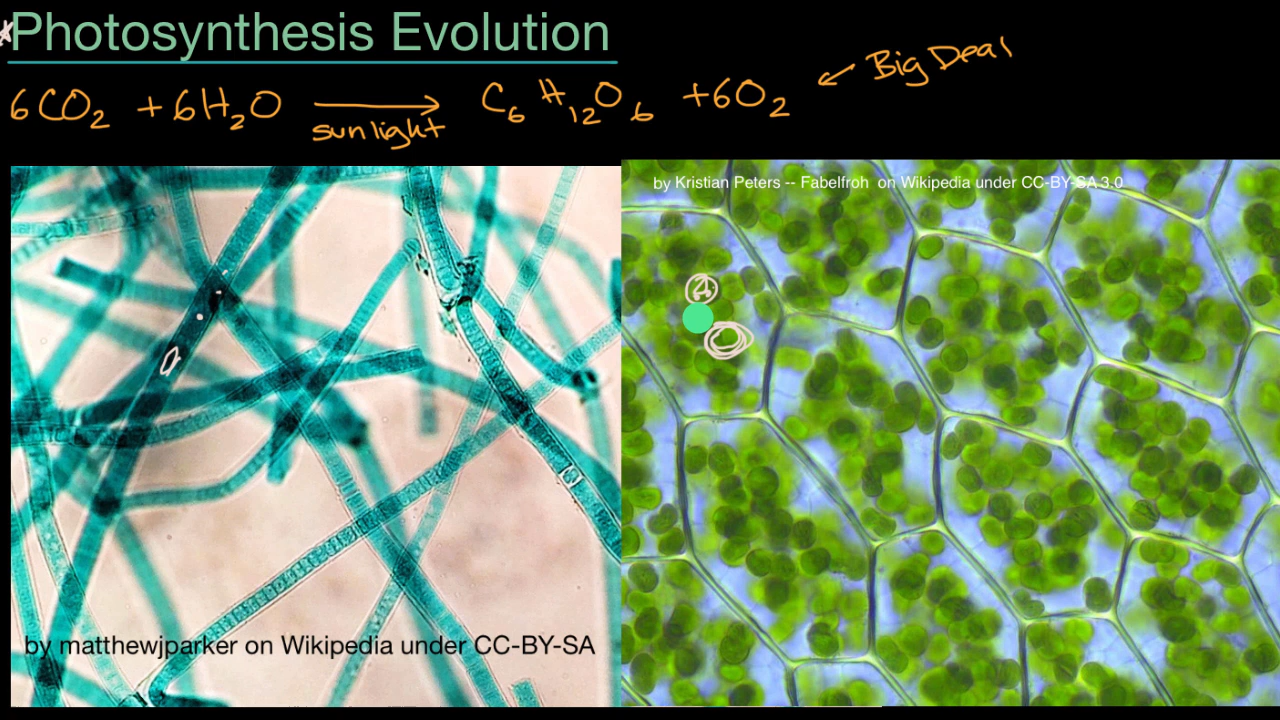 Photosynthesis Evolution
6CO₂ + 6H₂O → C₆H₁₂O₆ + 6O₂ ← Big Deal
sunlight
by Kristian Peters -- Fabelfroh on Wikipedia under CC-BY-SA 3.0
by matthewjparker on Wikipedia under CC-BY-SA